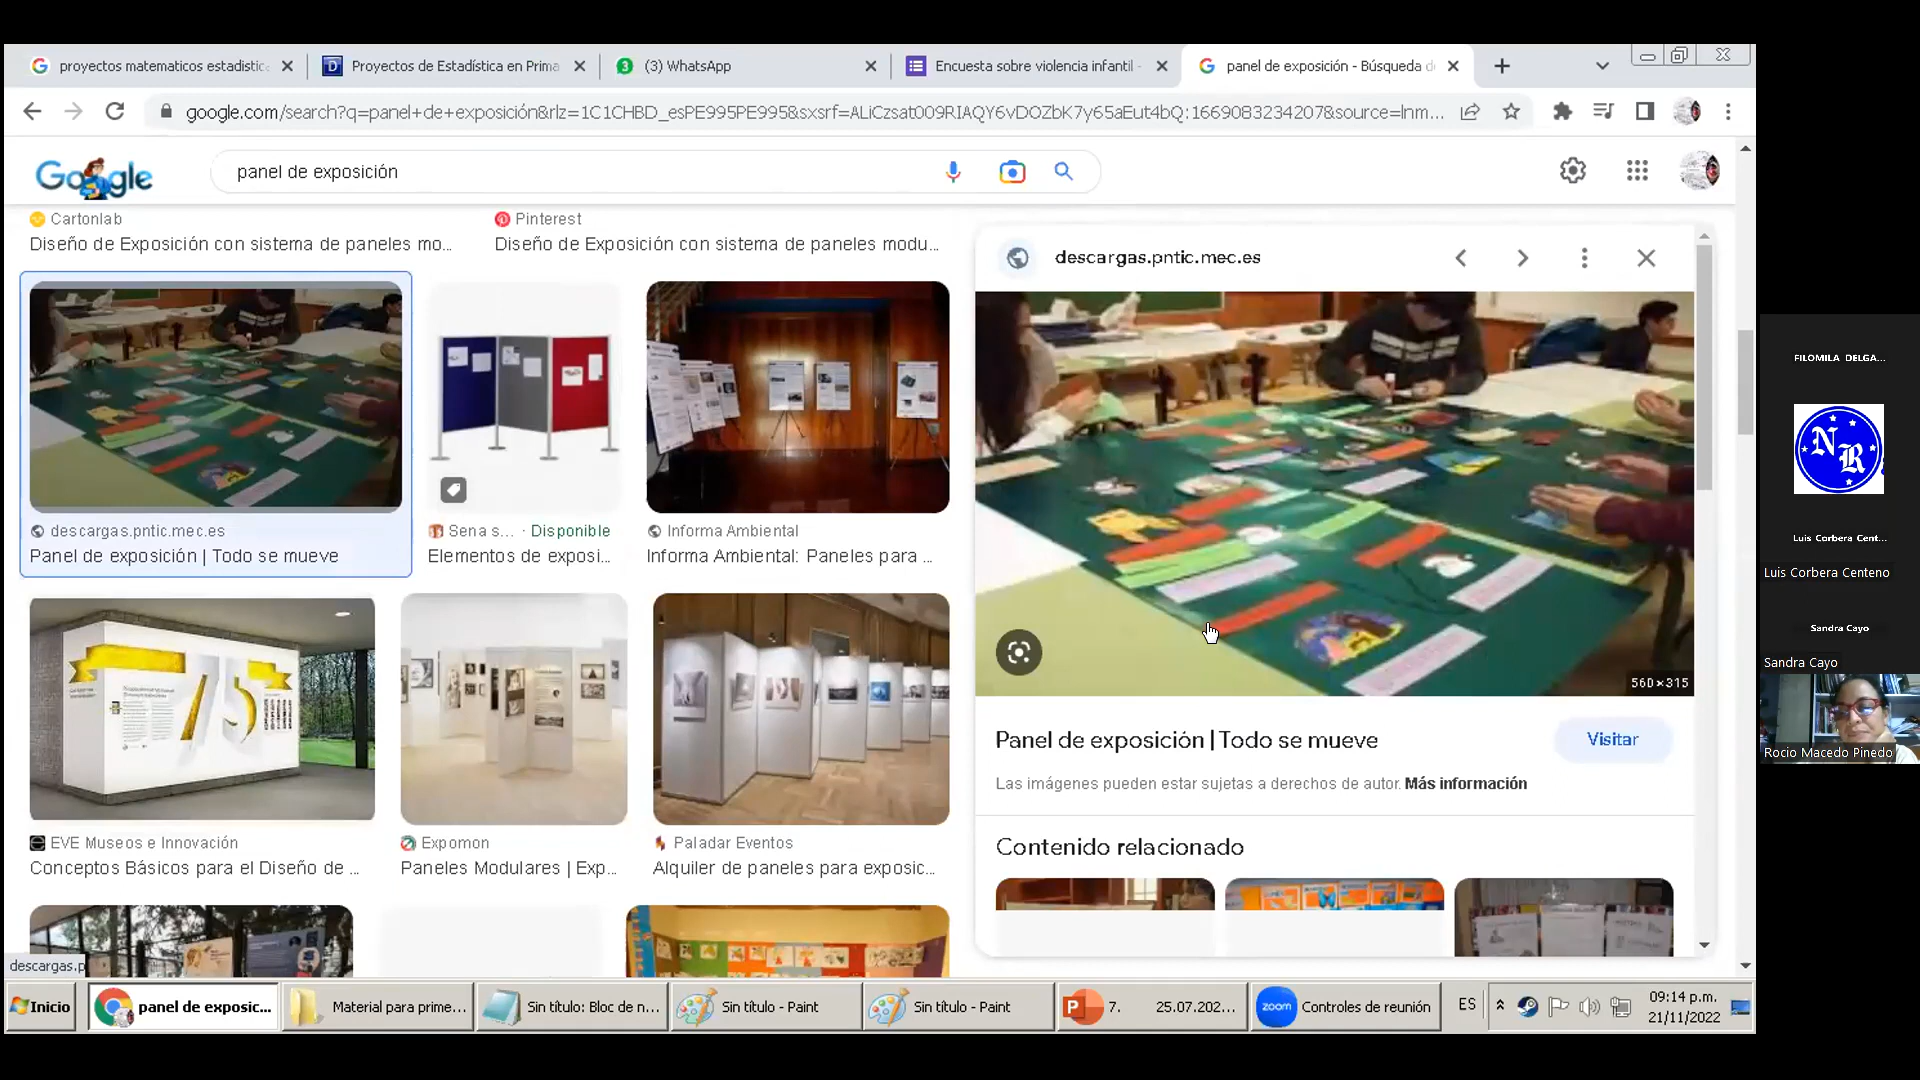 proyectos matematicos estadistic
Proyectos de Estadística en Prima
(3) WhatsApp
Encuesta sobre violencia infantil -
panel de exposición - Búsqueda d
google.com/search?q=panel+de+exposición&rlz=1C1CHBD_esPE995PE995&sxsrf=ALiCzsat009RIAQY6vDOZbK7y65aEut4bQ:1669083234207&source=lnm...
Google
panel de exposición
Cartonlab
Diseño de Exposición con sistema de paneles mo...
Pinterest
Diseño de Exposición con sistema de paneles modu...
descargas.pntic.mec.es
Panel de exposición | Todo se mueve
Sena s... · Disponible
Elementos de exposi...
Informa Ambiental
Informa Ambiental: Paneles para ...
75
EVE Museos e Innovación
Conceptos Básicos para el Diseño de ...
Expomon
Paneles Modulares | Exp...
Paladar Eventos
Alquiler de paneles para exposic...
descargas.pntic.mec.es
560×315
Panel de exposición | Todo se mueve
Visitar
Las imágenes pueden estar sujetas a derechos de autor. Más información
Contenido relacionado
descargas.p
FILOMILA DELGA...
NR
Luis Corbera Cent...
Luis Corbera Centeno
Sandra Cayo
Sandra Cayo
Rocio Macedo Pinedo
Inicio
panel de exposic...
Material para prime...
Sin título: Bloc de n...
Sin título - Paint
Sin título - Paint
7. 25.07.202...
zoom
Controles de reunión
ES
09:14 p.m.
21/11/2022